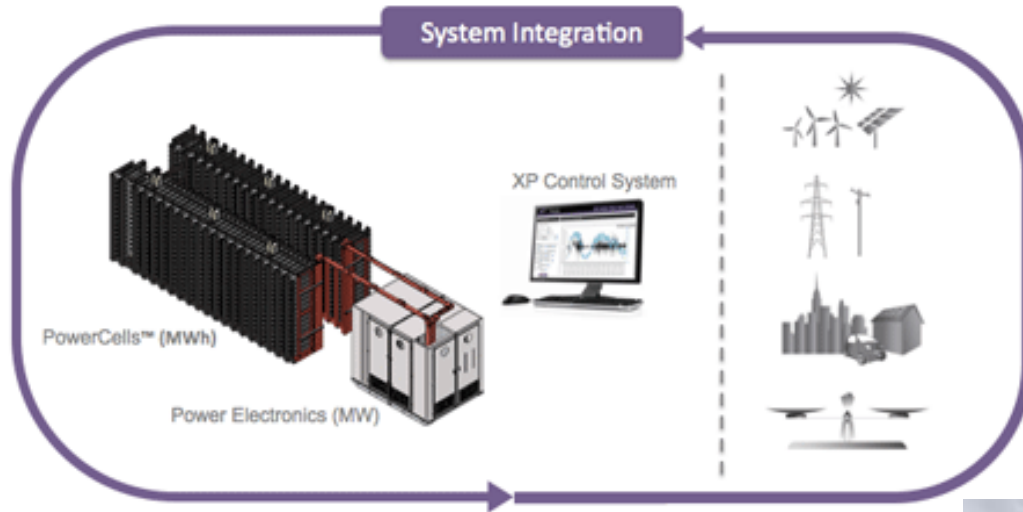 System Integration
XP Control System
PowerCells™ (MWh)
Power Electronics (MW)